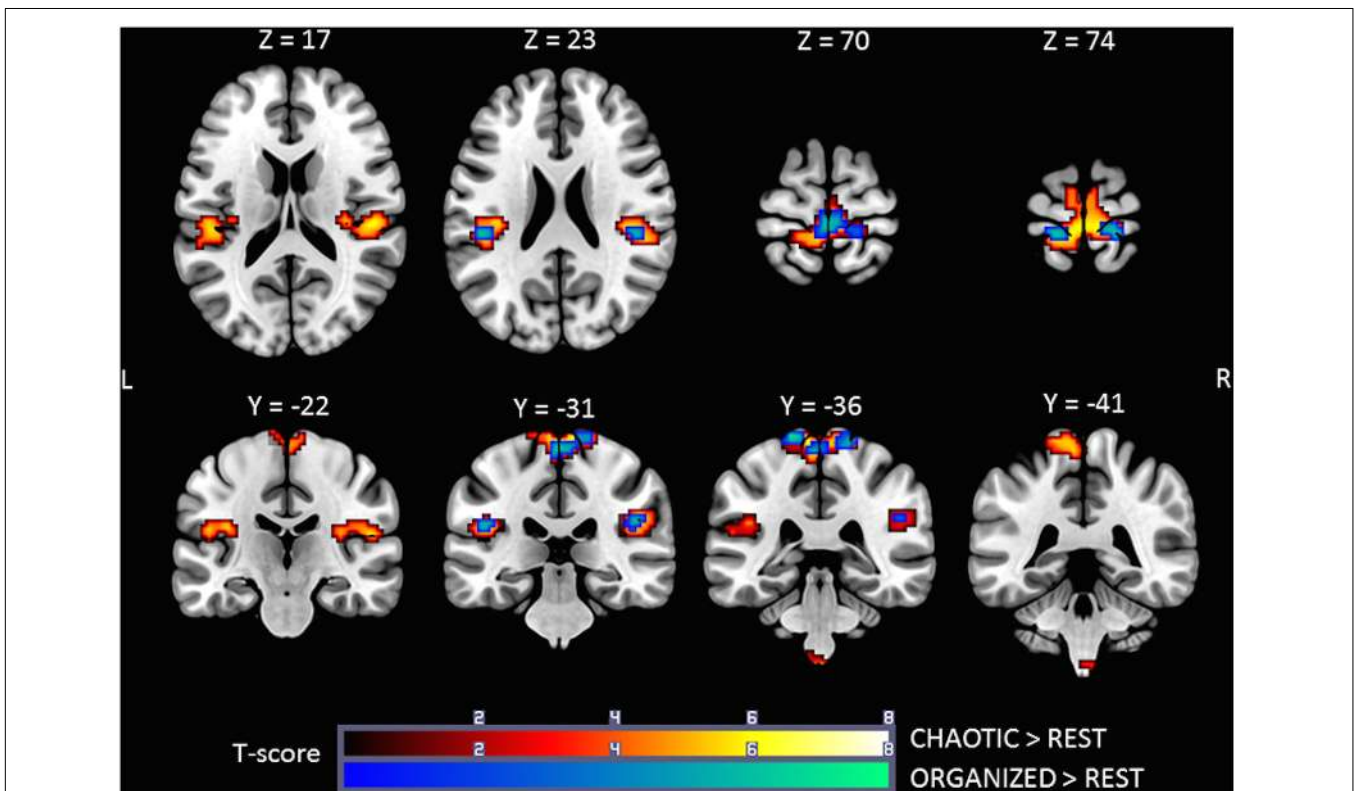 Z = 17 Z = 23 Z = 70 Z = 74
L R
Y = -22 Y = -31 Y = -36 Y = -41
2 4 6 8
T-score CHAOTIC > REST
2 4 6 8
ORGANIZED > REST